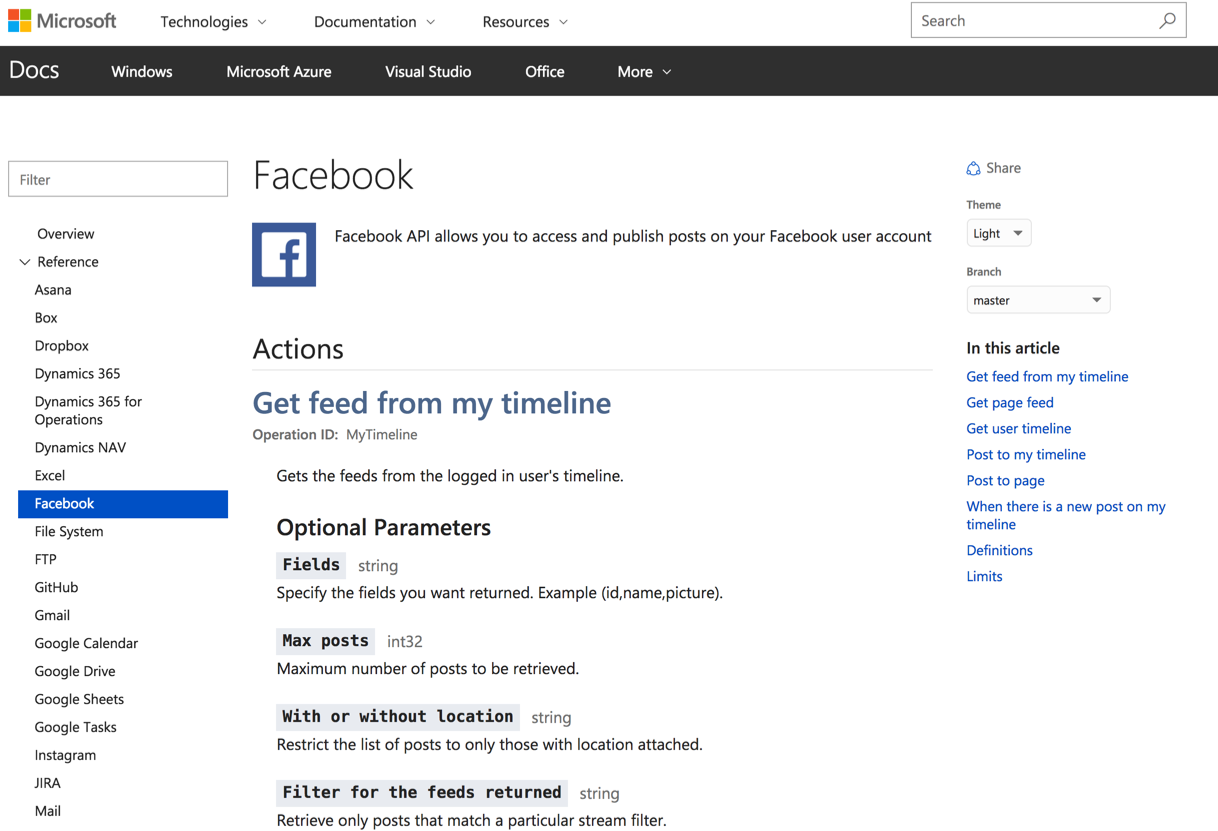 Microsoft
Technologies
Documentation
Resources
Search
Docs
Windows
Microsoft Azure
Visual Studio
Office
More
Filter
Overview
Reference
Asana
Box
Dropbox
Dynamics 365
Dynamics 365 for
Operations
Dynamics NAV
Excel
Facebook
File System
FTP
GitHub
Gmail
Google Calendar
Google Drive
Google Sheets
Google Tasks
Instagram
JIRA
Mail
Facebook
Facebook API allows you to access and publish posts on your Facebook user account
Actions
Get feed from my timeline
Operation ID: MyTimeline
Gets the feeds from the logged in user's timeline.
Optional Parameters
Fields string
Specify the fields you want returned. Example (id,name,picture).
Max posts int32
Maximum number of posts to be retrieved.
With or without location string
Restrict the list of posts to only those with location attached.
Filter for the feeds returned string
Retrieve only posts that match a particular stream filter.
Share
Theme
Light
Branch
master
In this article
Get feed from my timeline
Get page feed
Get user timeline
Post to my timeline
Post to page
When there is a new post on my
timeline
Definitions
Limits